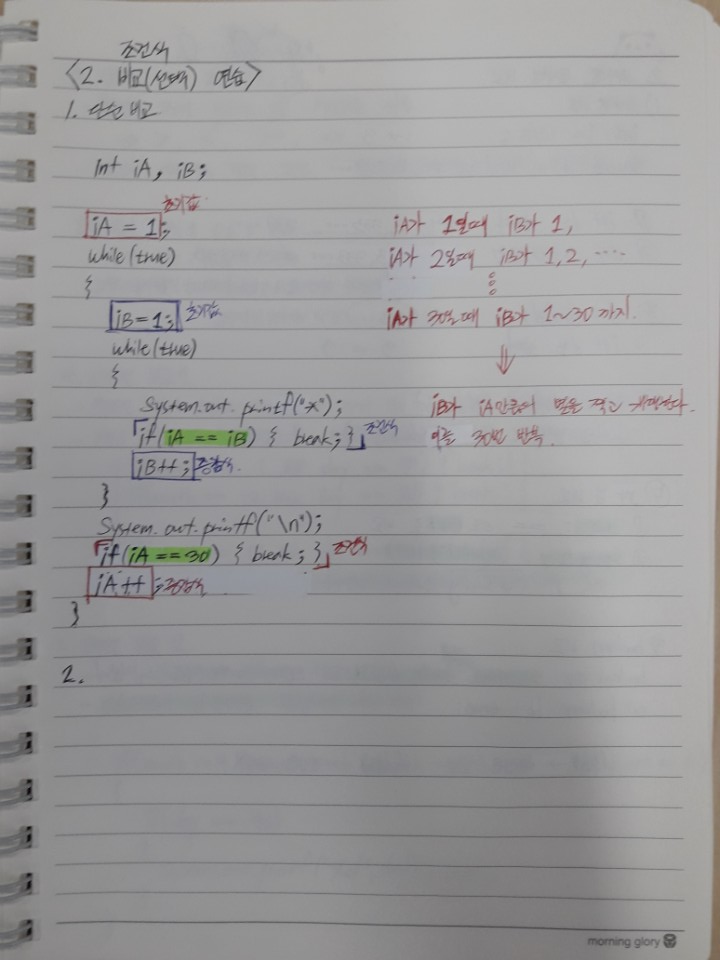 조건식
<2. 비교(선택) 연습>
1. 단순 비교
int iA, iB;
iA = 1; 초기값
iA가 1일때 iB가 1,
while(true)
iA가 2일때 iB가 1, 2, ····
{
iB=1; 초기값
iA가 30일때 iB가 1~30 까지.
while(true)
⇓
{
System.out.printf("*");
iB가 iA만큼의 별을 찍고 개행한다.
if(iA == iB) { break; } 조건식
이를 30번 반복.
iB++; 증감식
}
System.out.printf("\n");
if(iA == 30) { break; } 조건식
iA++; 증감식
}
2.
morning glory